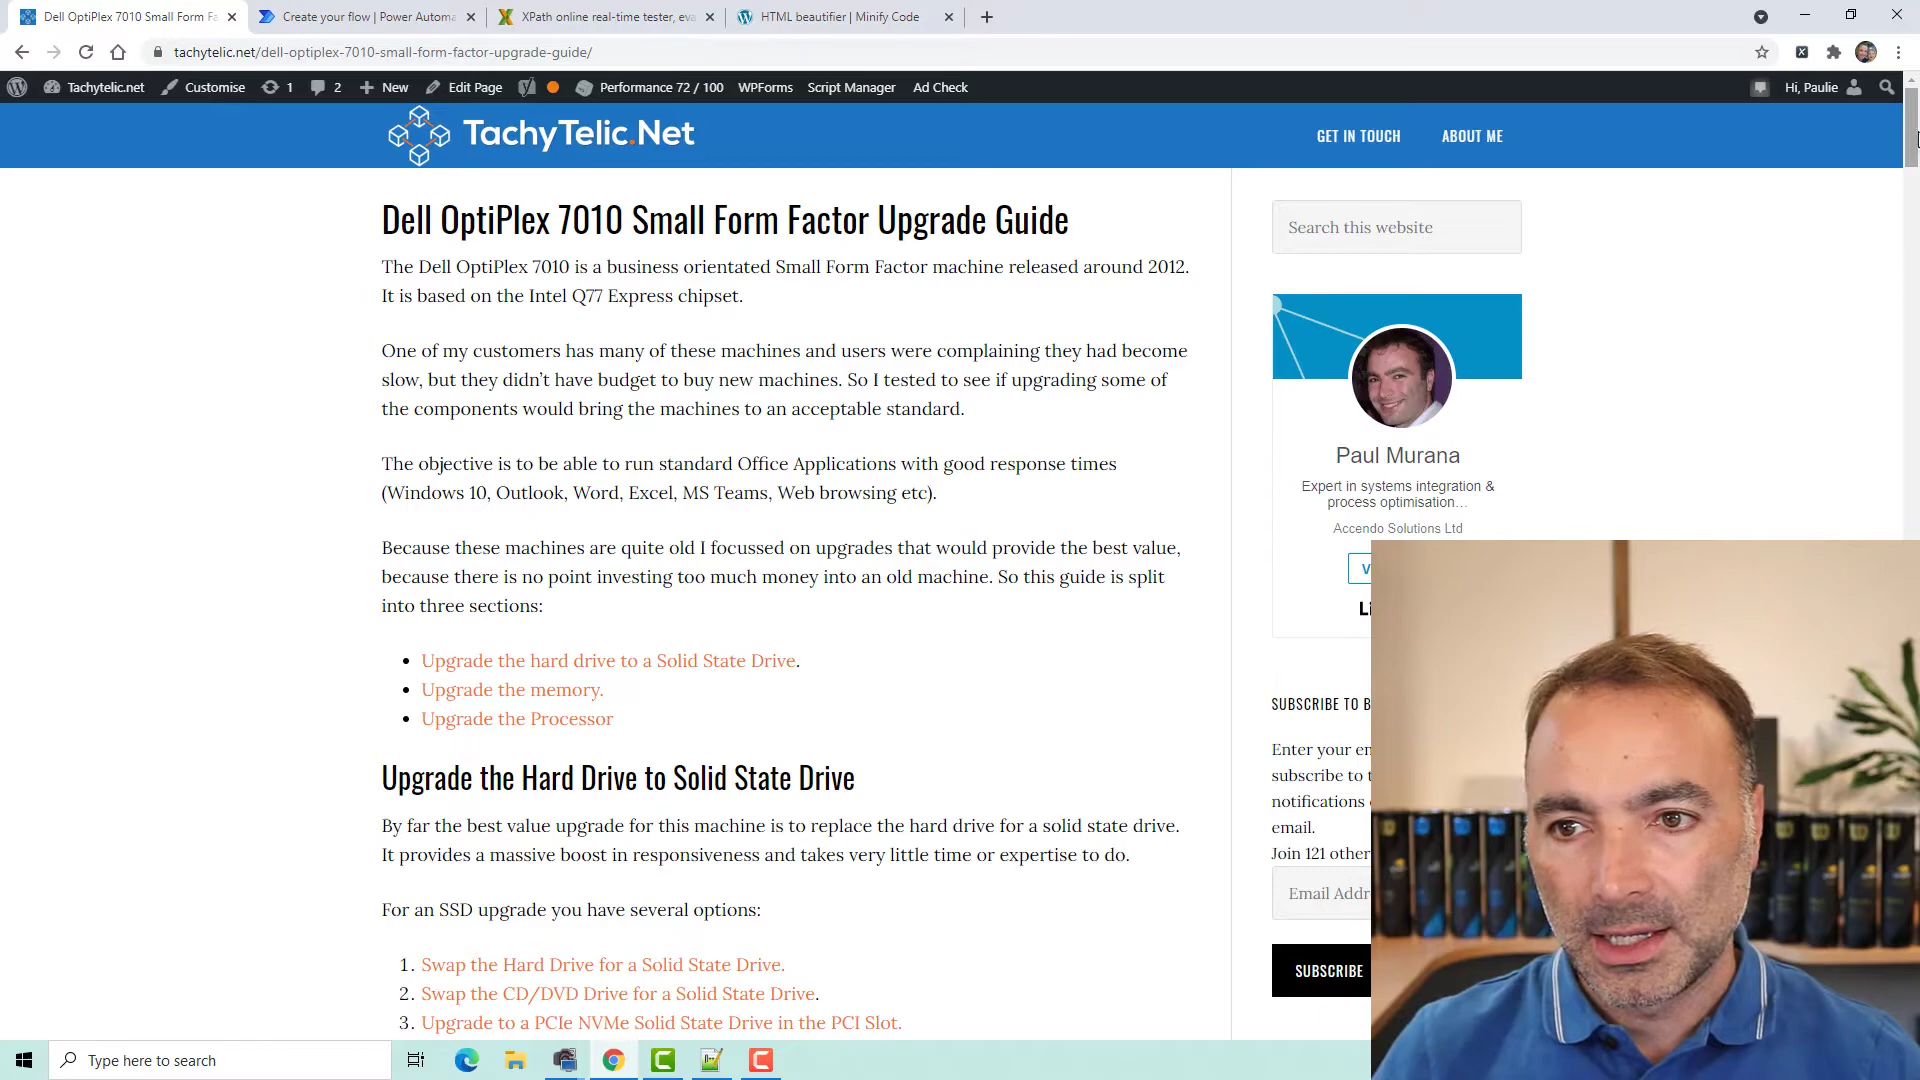 Dell OptiPlex 7010 Small Form Fa
Create your flow | Power Automa
XPath online real-time tester, eva
HTML beautifier | Minify Code
tachytelic.net/dell-optiplex-7010-small-form-factor-upgrade-guide/
Tachytelic.net Customise 1 2 New Edit Page Performance 72 / 100 WPForms Script Manager Ad Check Hi, Paulie
TachyTelic.Net
GET IN TOUCH ABOUT ME
Dell OptiPlex 7010 Small Form Factor Upgrade Guide
The Dell OptiPlex 7010 is a business orientated Small Form Factor machine released around 2012.
It is based on the Intel Q77 Express chipset.
One of my customers has many of these machines and users were complaining they had become
slow, but they didn't have budget to buy new machines. So I tested to see if upgrading some of
the components would bring the machines to an acceptable standard.
The objective is to be able to run standard Office Applications with good response times
(Windows 10, Outlook, Word, Excel, MS Teams, Web browsing etc).
Because these machines are quite old I focussed on upgrades that would provide the best value,
because there is no point investing too much money into an old machine. So this guide is split
into three sections:
Upgrade the hard drive to a Solid State Drive.
Upgrade the memory.
Upgrade the Processor
Upgrade the Hard Drive to Solid State Drive
By far the best value upgrade for this machine is to replace the hard drive for a solid state drive.
It provides a massive boost in responsiveness and takes very little time or expertise to do.
For an SSD upgrade you have several options:
1. Swap the Hard Drive for a Solid State Drive.
2. Swap the CD/DVD Drive for a Solid State Drive.
3. Upgrade to a PCIe NVMe Solid State Drive in the PCI Slot.
Search this website
Paul Murana
Expert in systems integration &
process optimisation…
Accendo Solutions Ltd
V
Li
SUBSCRIBE TO B
Enter your em
subscribe to t
notifications
email.
Join 121 other
Email Addr
SUBSCRIBE
Type here to search